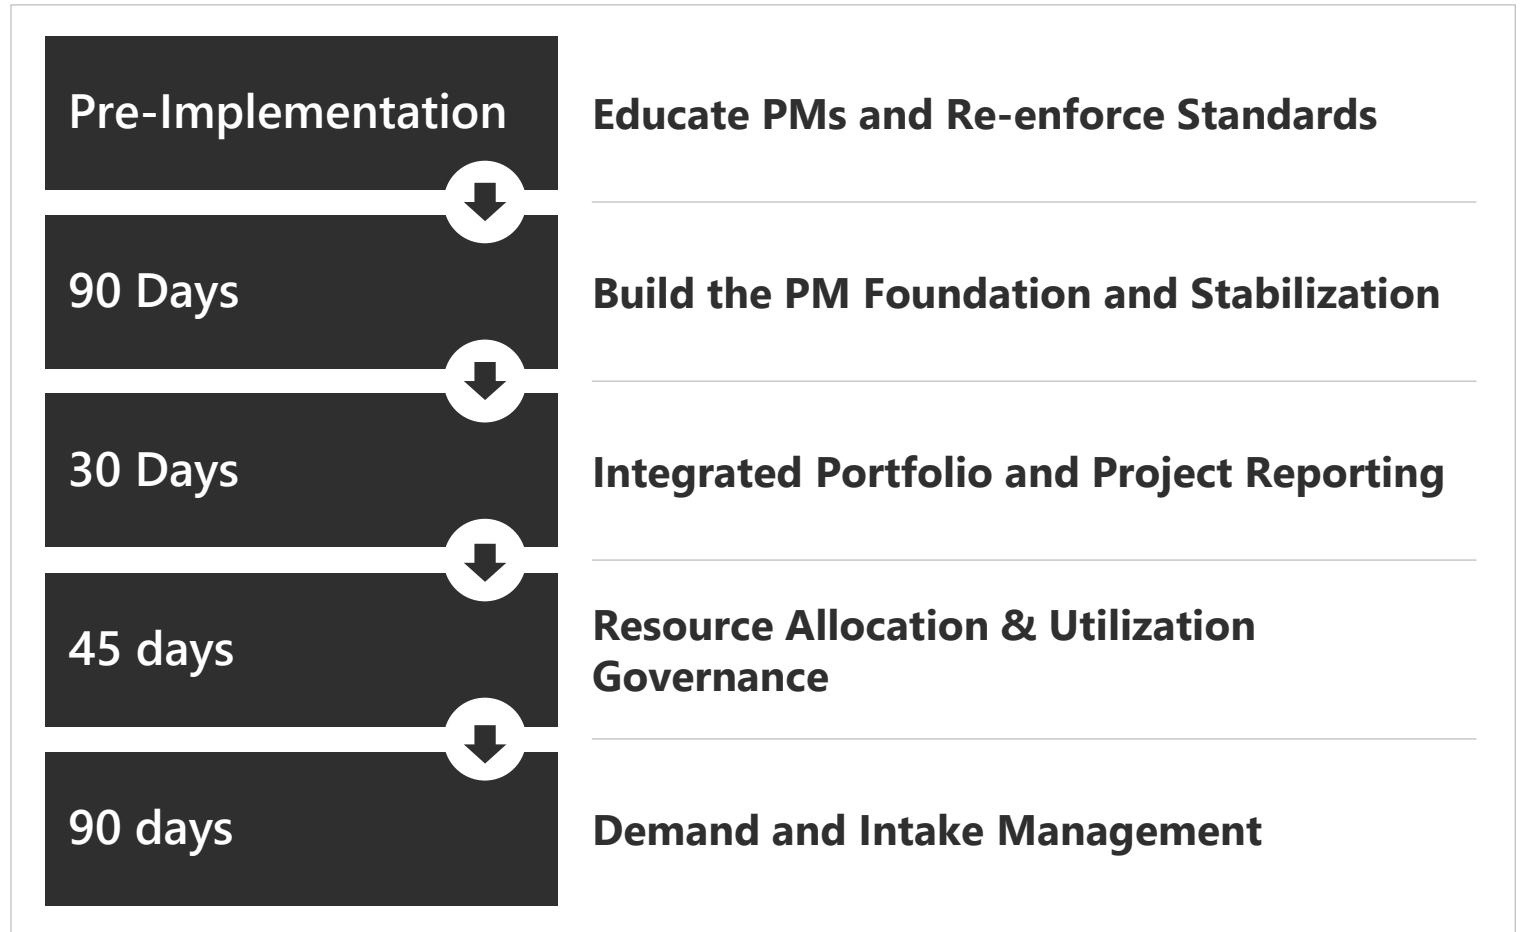 Pre-Implementation
Educate PMs and Re-enforce Standards
90 Days
Build the PM Foundation and Stabilization
30 Days
Integrated Portfolio and Project Reporting
45 days
Resource Allocation & Utilization
Governance
90 days
Demand and Intake Management